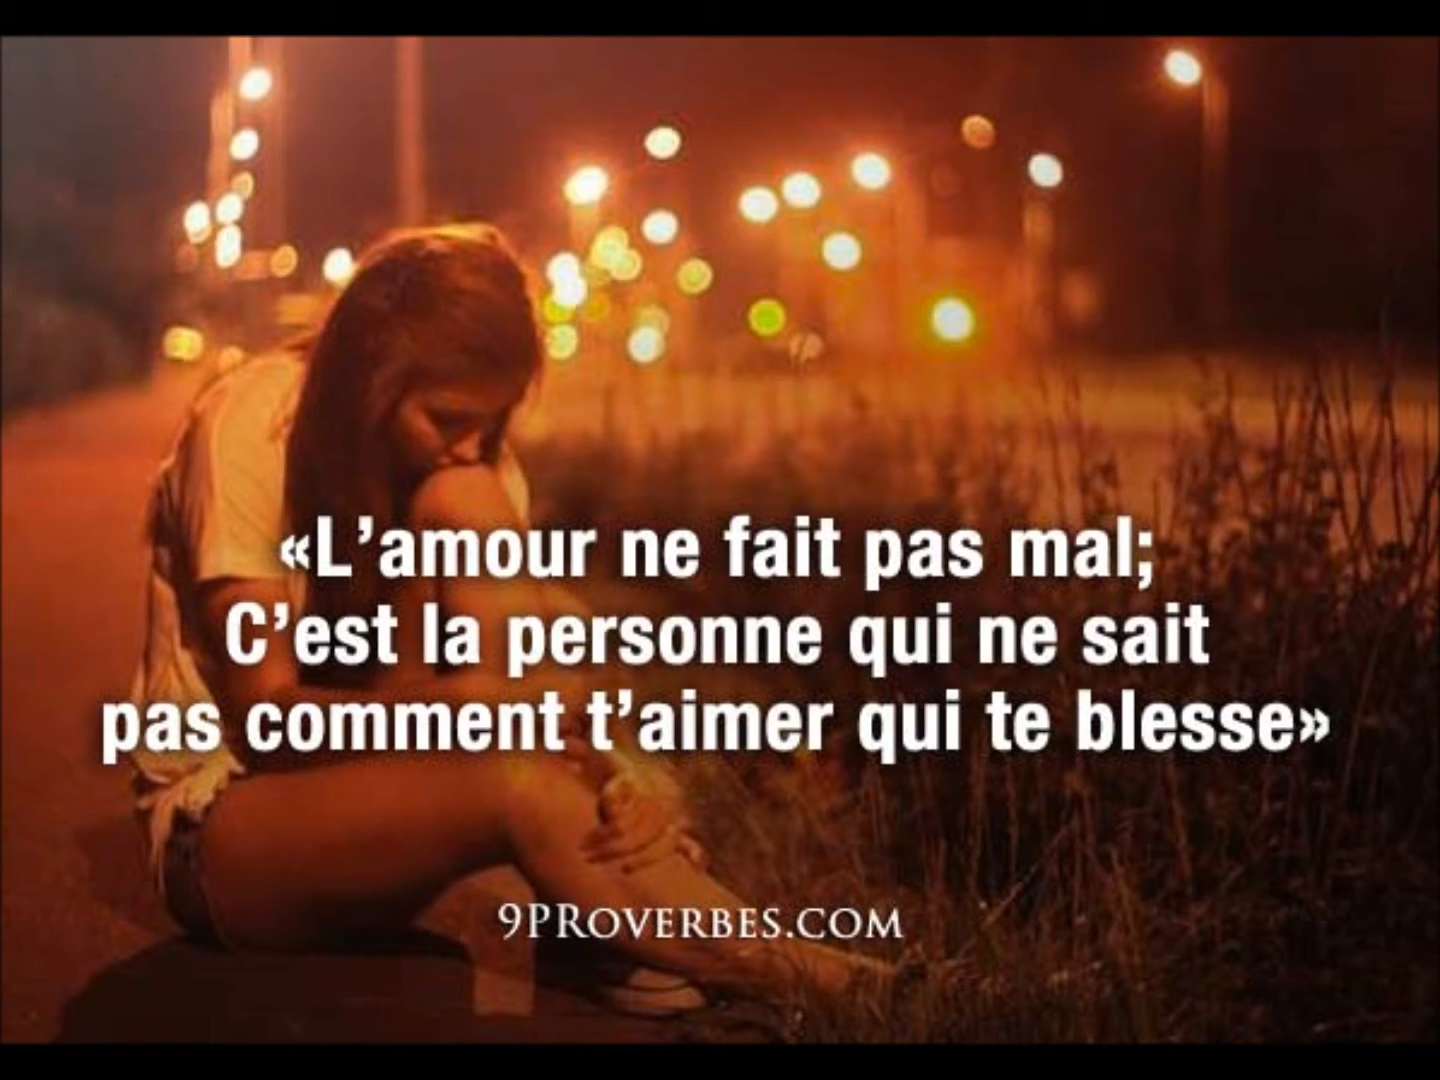 «L’amour ne fait pas mal;
C’est la personne qui ne sait
pas comment t’aimer qui te blesse»
9PROVERBES.COM